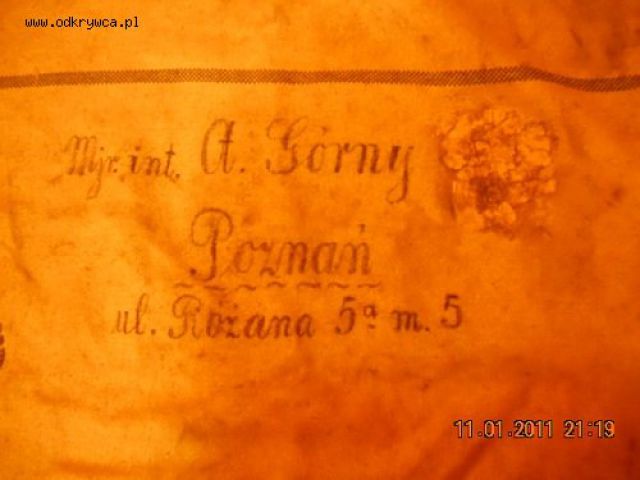 www.odkrywca.pl
Mjr. int. A. Górny
Poznań
ul. Różana 5a m. 5
11.01.2011 21:19